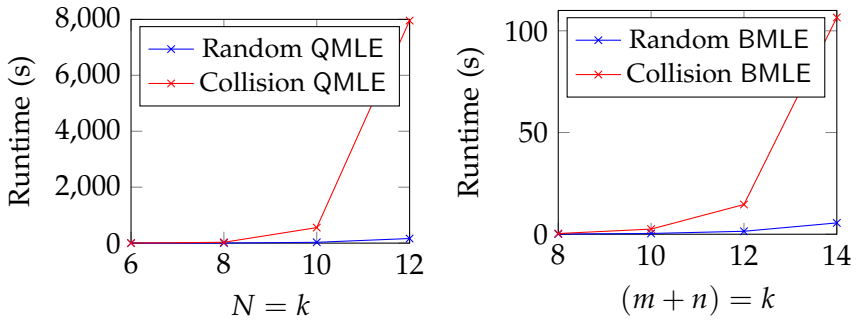 Runtime (s)
8,000
6,000
4,000
2,000
0
6
8
10
12
N = k
Random QMLE
Collision QMLE
Runtime (s)
100
50
0
8
10
12
14
(m + n) = k
Random BMLE
Collision BMLE